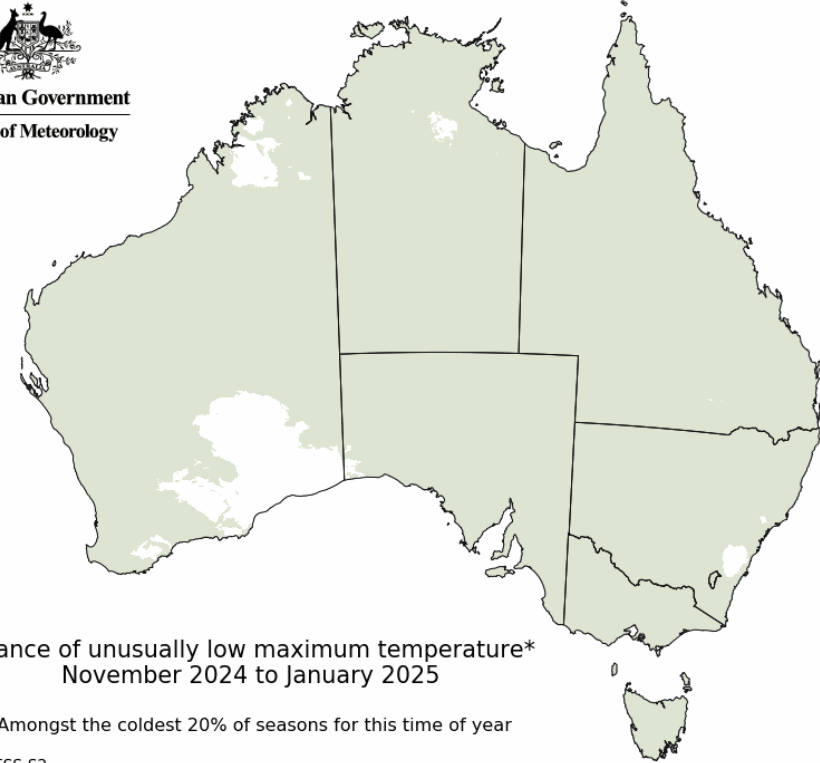 AUSTRALIA
an Government
of Meteorology
ance of unusually low maximum temperature*
November 2024 to January 2025
Amongst the coldest 20% of seasons for this time of year